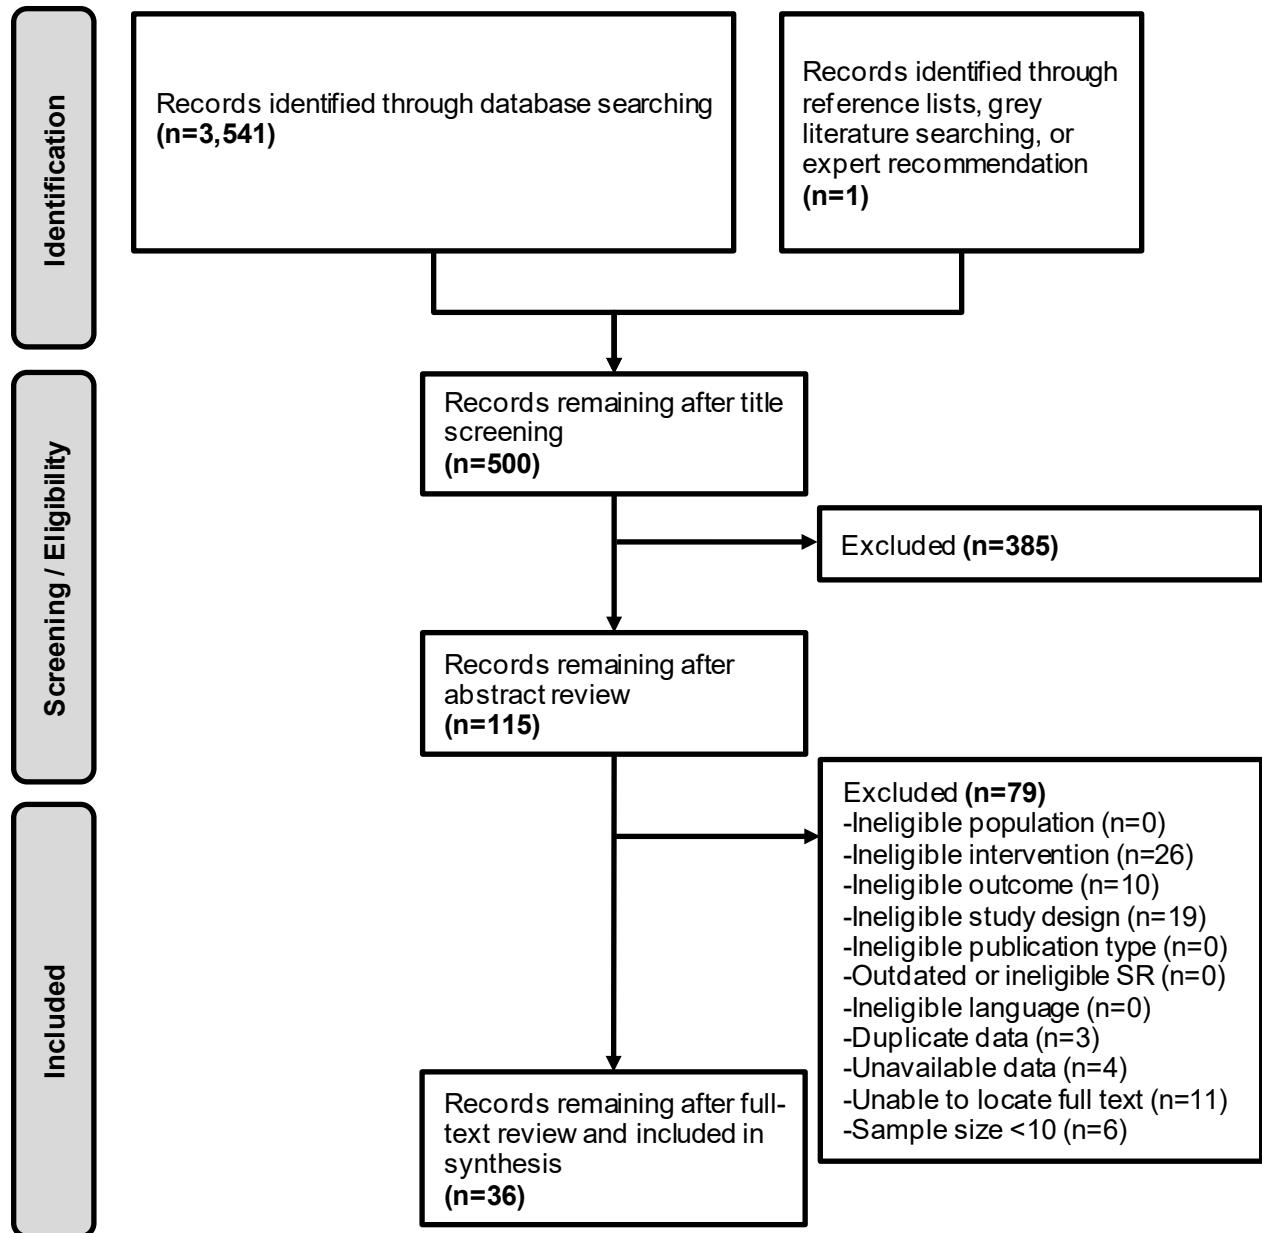 Identification
Records identified through database searching
(n=3,541)
Records identified through
reference lists, grey
literature searching, or
expert recommendation
(n=1)
Screening / Eligibility
Records remaining after title
screening
(n=500)
Excluded (n=385)
Records remaining after
abstract review
(n=115)
Included
Excluded (n=79)
-Ineligible population (n=0)
-Ineligible intervention (n=26)
-Ineligible outcome (n=10)
-Ineligible study design (n=19)
-Ineligible publication type (n=0)
-Outdated or ineligible SR (n=0)
-Ineligible language (n=0)
-Duplicate data (n=3)
-Unavailable data (n=4)
-Unable to locate full text (n=11)
-Sample size <10 (n=6)
Records remaining after full-
text review and included in
synthesis
(n=36)